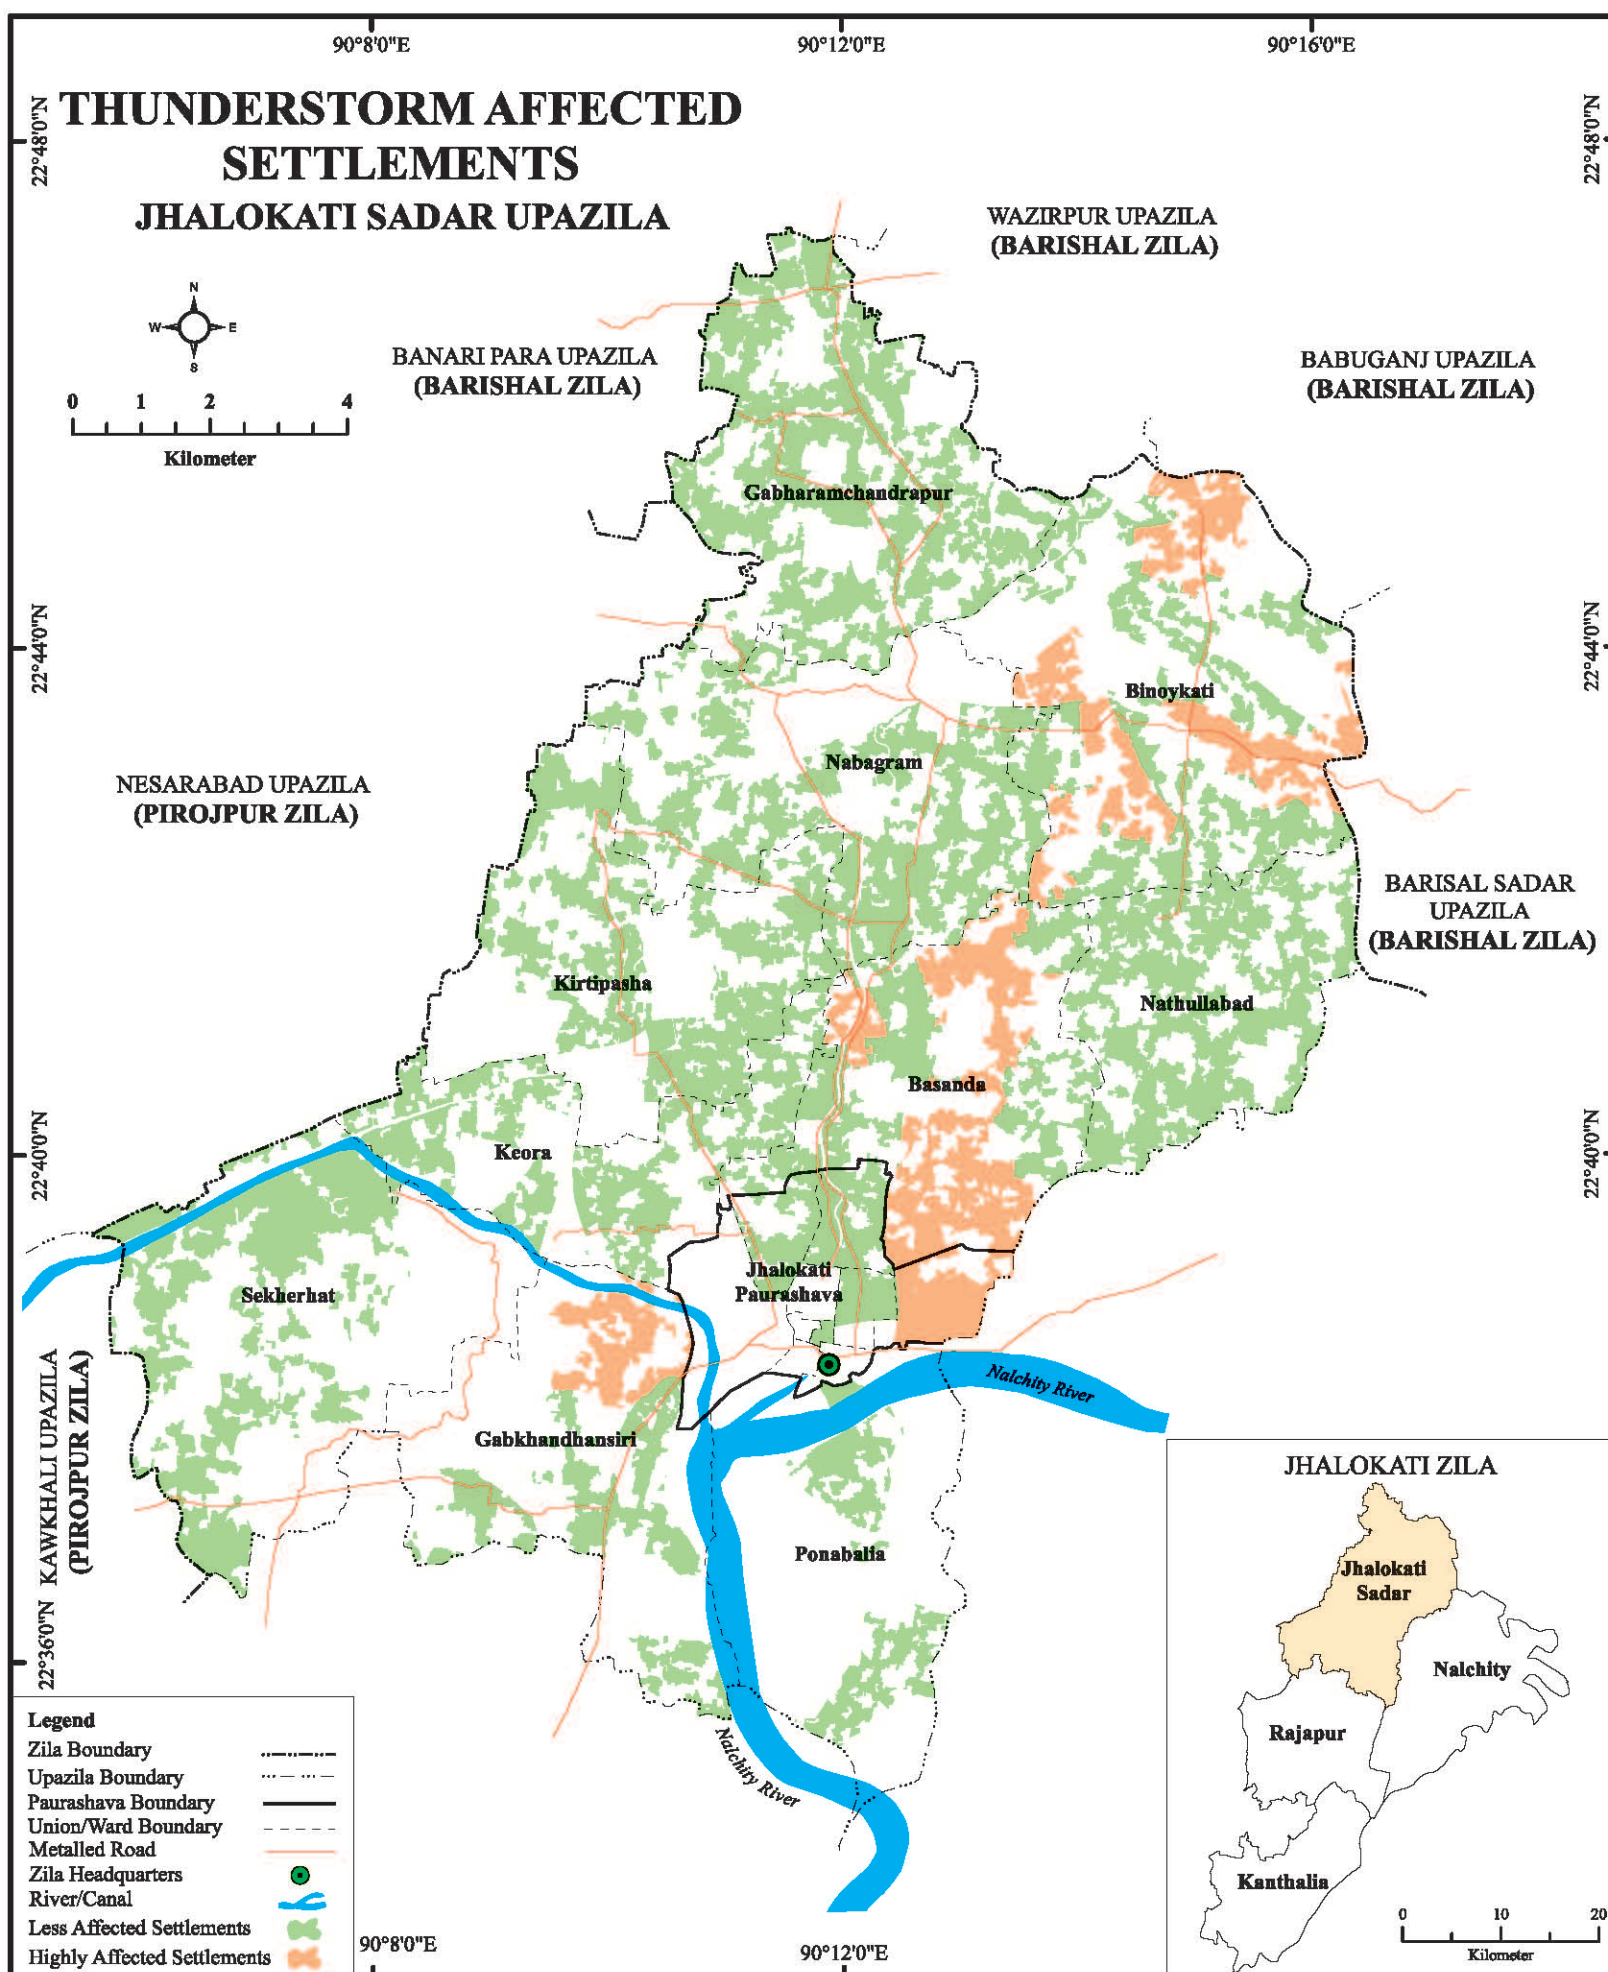 90°8'0"E
90°12'0"E
90°16'0"E
22°48'0"N
22°48'0"N
THUNDERSTORM AFFECTED
SETTLEMENTS
JHALOKATI SADAR UPAZILA
WAZIRPUR UPAZILA
(BARISHAL ZILA)
N
W
E
S
BANARI PARA UPAZILA
(BARISHAL ZILA)
BABUGANJ UPAZILA
(BARISHAL ZILA)
0 1 2 4
Kilometer
Gabharamchandrapur
22°44'0"N
22°44'0"N
Binoykati
Nabagram
NESARABAD UPAZILA
(PIROJPUR ZILA)
BARISAL SADAR
UPAZILA
(BARISHAL ZILA)
Kirtipasha
Nathullabad
Basanda
22°40'0"N
22°40'0"N
Keora
Jhalokati
Paurashava
Sekherhat
Nalchity River
KAWKHALI UPAZILA
(PIROJPUR ZILA)
Gabkhandhansiri
Ponabalia
22°36'0"N
Nalchity River
JHALOKATI ZILA
Jhalokati
Sadar
Nalchity
Rajapur
Kanthalia
0 10 20
Kilometer
Legend
Zila Boundary
Upazila Boundary
Paurashava Boundary
Union/Ward Boundary
Metalled Road
Zila Headquarters
River/Canal
Less Affected Settlements
Highly Affected Settlements
90°8'0"E
90°12'0"E